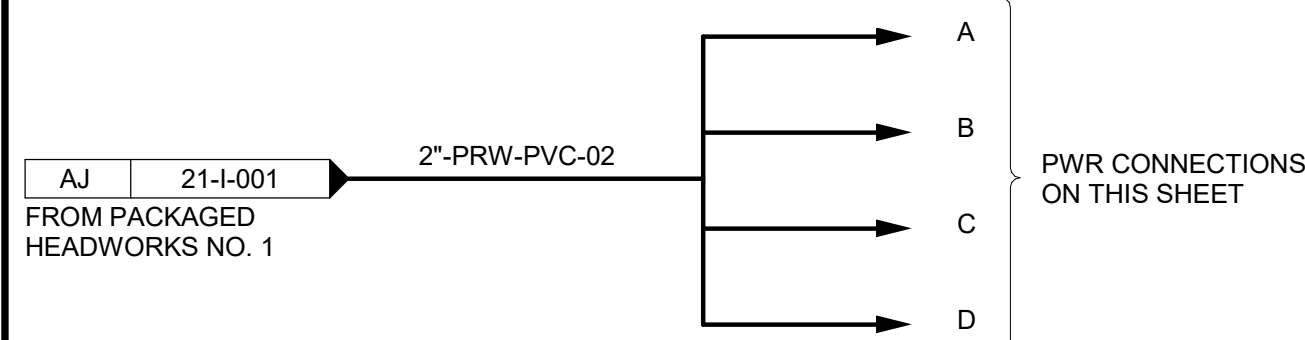 A
B
2"-PRW-PVC-02
PWR CONNECTIONS
ON THIS SHEET
AJ 21-I-001
FROM PACKAGED
HEADWORKS NO. 1
C
D